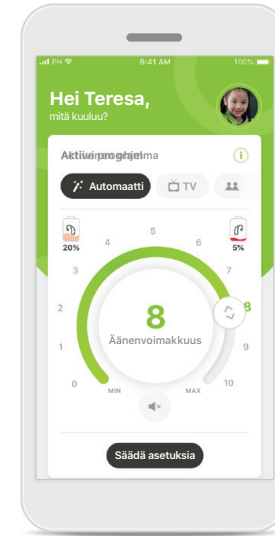 PH 9:41 AM 100%
Hei Teresa,
mitä kuuluu?
i
Automaatti TV
20% 5%
5
4 6
3 7
2 8 8
Äänenvoimakkuus
1 9
0 10
MIN MAX
Säädä asetuksia